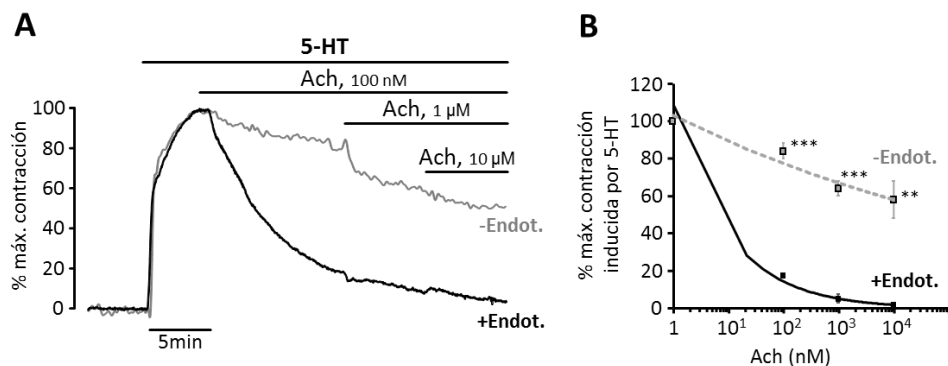 A
5-HT
Ach, 100 nM
Ach, 1 µM
Ach, 10 µM
% máx. contracción
100
80
60
40
20
0
-Endot.
+Endot.
5min
B
% máx. contracción
inducida por 5-HT
120
100
80
60
40
20
0
***
***
**
-Endot.
+Endot.
1
10¹
10²
10³
10⁴
Ach (nM)